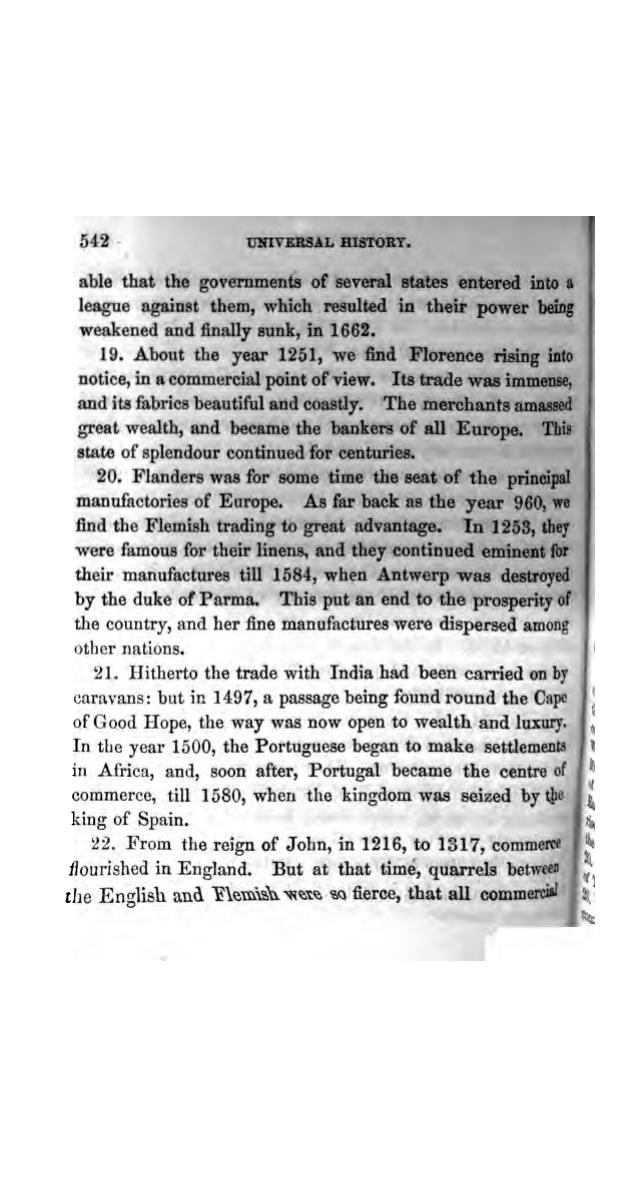 542
UNIVERSAL HISTORY.
able that the governments of several states entered into a
league against them, which resulted in their power being
weakened and finally sunk, in 1662.
19. About the year 1251, we find Florence rising into
notice, in a commercial point of view. Its trade was immense,
and its fabrics beautiful and coastly. The merchants amassed
great wealth, and became the bankers of all Europe. This
state of splendour continued for centuries.
20. Flanders was for some time the seat of the principal
manufactories of Europe. As far back as the year 960, we
find the Flemish trading to great advantage. In 1253, they
were famous for their linens, and they continued eminent for
their manufactures till 1584, when Antwerp was destroyed
by the duke of Parma. This put an end to the prosperity of
the country, and her fine manufactures were dispersed among
other nations.
21. Hitherto the trade with India had been carried on by
caravans: but in 1497, a passage being found round the Cape
of Good Hope, the way was now open to wealth and luxury.
In the year 1500, the Portuguese began to make settlements
in Africa, and, soon after, Portugal became the centre of
commerce, till 1580, when the kingdom was seized by the
king of Spain.
22. From the reign of John, in 1216, to 1317, commerce
flourished in England. But at that time, quarrels between
the English and Flemish were so fierce, that all commercial